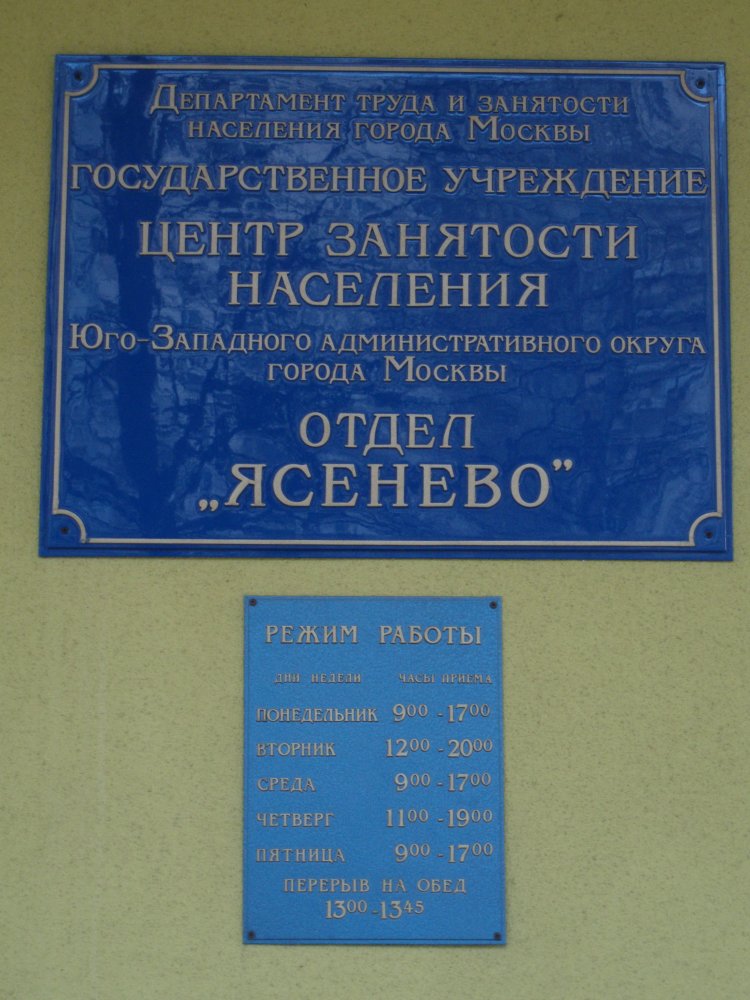 Департамент труда и занятости
населения города Москвы
ГОСУДАРСТВЕННОЕ УЧРЕЖДЕНИЕ
ЦЕНТР ЗАНЯТОСТИ
НАСЕЛЕНИЯ
Юго-Западного административного округа
города Москвы
ОТДЕЛ
„ЯСЕНЕВО”
РЕЖИМ РАБОТЫ
ДНИ НЕДЕЛИ ЧАСЫ ПРИЕМА
ПОНЕДЕЛЬНИК 9⁰⁰ - 17⁰⁰
ВТОРНИК 12⁰⁰ - 20⁰⁰
СРЕДА 9⁰⁰ - 17⁰⁰
ЧЕТВЕРГ 11⁰⁰ - 19⁰⁰
ПЯТНИЦА 9⁰⁰ - 17⁰⁰
ПЕРЕРЫВ НА ОБЕД
13⁰⁰ - 13⁴⁵